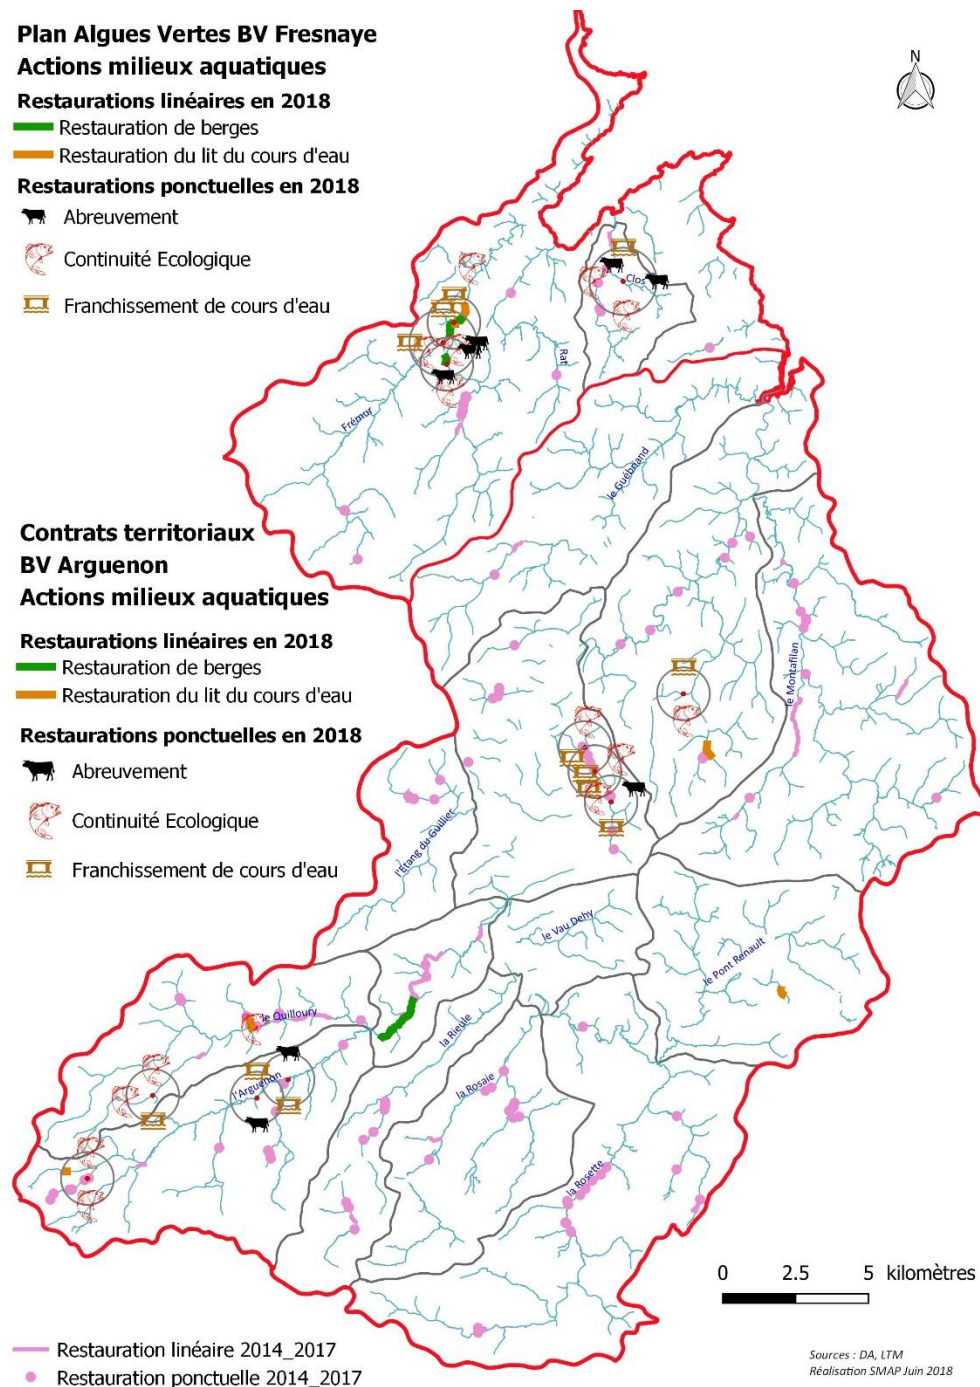 Plan Algues Vertes BV Fresnaye
Actions milieux aquatiques
Restaurations linéaires en 2018
Restauration de berges
Restauration du lit du cours d'eau
Restaurations ponctuelles en 2018
Abreuvement
Continuité Ecologique
Franchissement de cours d'eau
N
Clos
Rat
Frémur
le Guébriand
Contrats territoriaux
BV Arguenon
Actions milieux aquatiques
Restaurations linéaires en 2018
Restauration de berges
Restauration du lit du cours d'eau
Restaurations ponctuelles en 2018
Abreuvement
Continuité Ecologique
Franchissement de cours d'eau
le Montafilan
l'Etang du Guillier
le Vau Dehy
le Pont Renault
le Quilloury
la Rieule
l'Arguenon
la Rosaie
la Rosette
0 2.5 5 kilomètres
Restauration linéaire 2014_2017
Restauration ponctuelle 2014_2017
Sources : DA, LTM
Réalisation SMAP Juin 2018